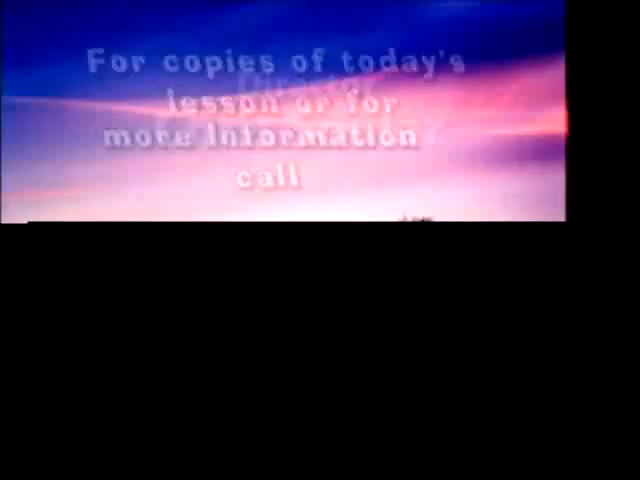 For copies of today's
lesson or for
more Information
call